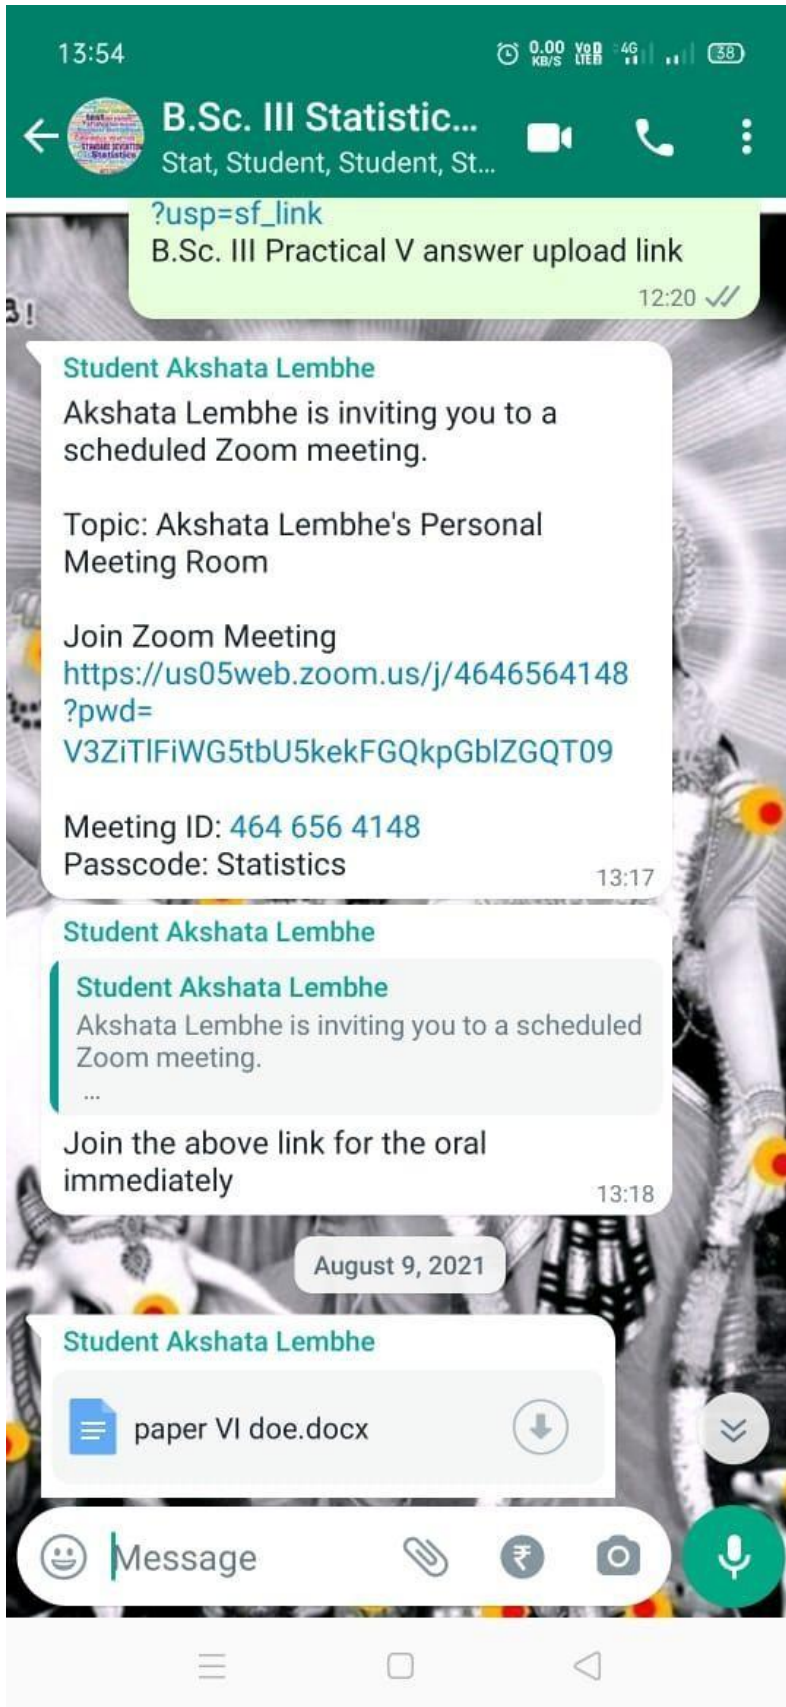 13:54
0.00 KB/S VoD LTE 4G 38
B.Sc. III Statistic...
Stat, Student, Student, St...
?usp=sf_link
B.Sc. III Practical V answer upload link
12:20
Student Akshata Lembhe
Akshata Lembhe is inviting you to a
scheduled Zoom meeting.
Topic: Akshata Lembhe's Personal
Meeting Room
Join Zoom Meeting
https://us05web.zoom.us/j/4646564148
?pwd=
V3ZiTlFiWG5tbU5kekFGQkpGblZGQT09
Meeting ID: 464 656 4148
Passcode: Statistics
13:17
Student Akshata Lembhe
Student Akshata Lembhe
Akshata Lembhe is inviting you to a scheduled
Zoom meeting.
...
Join the above link for the oral
immediately
13:18
August 9, 2021
Student Akshata Lembhe
paper VI doe.docx
Message